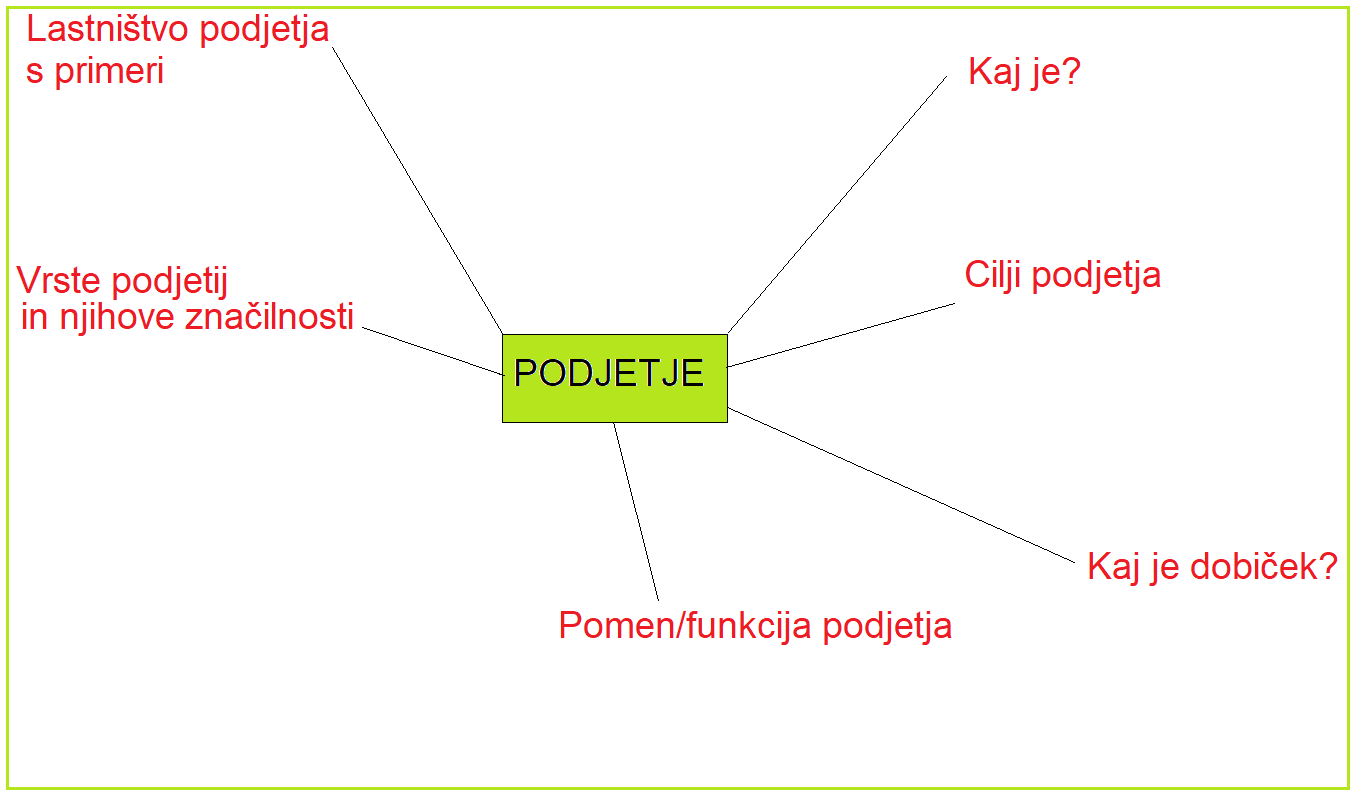 Lastništvo podjetja
s primeri
Kaj je?
Vrste podjetij
in njihove značilnosti
Cilji podjetja
PODJETJE
Kaj je dobiček?
Pomen/funkcija podjetja